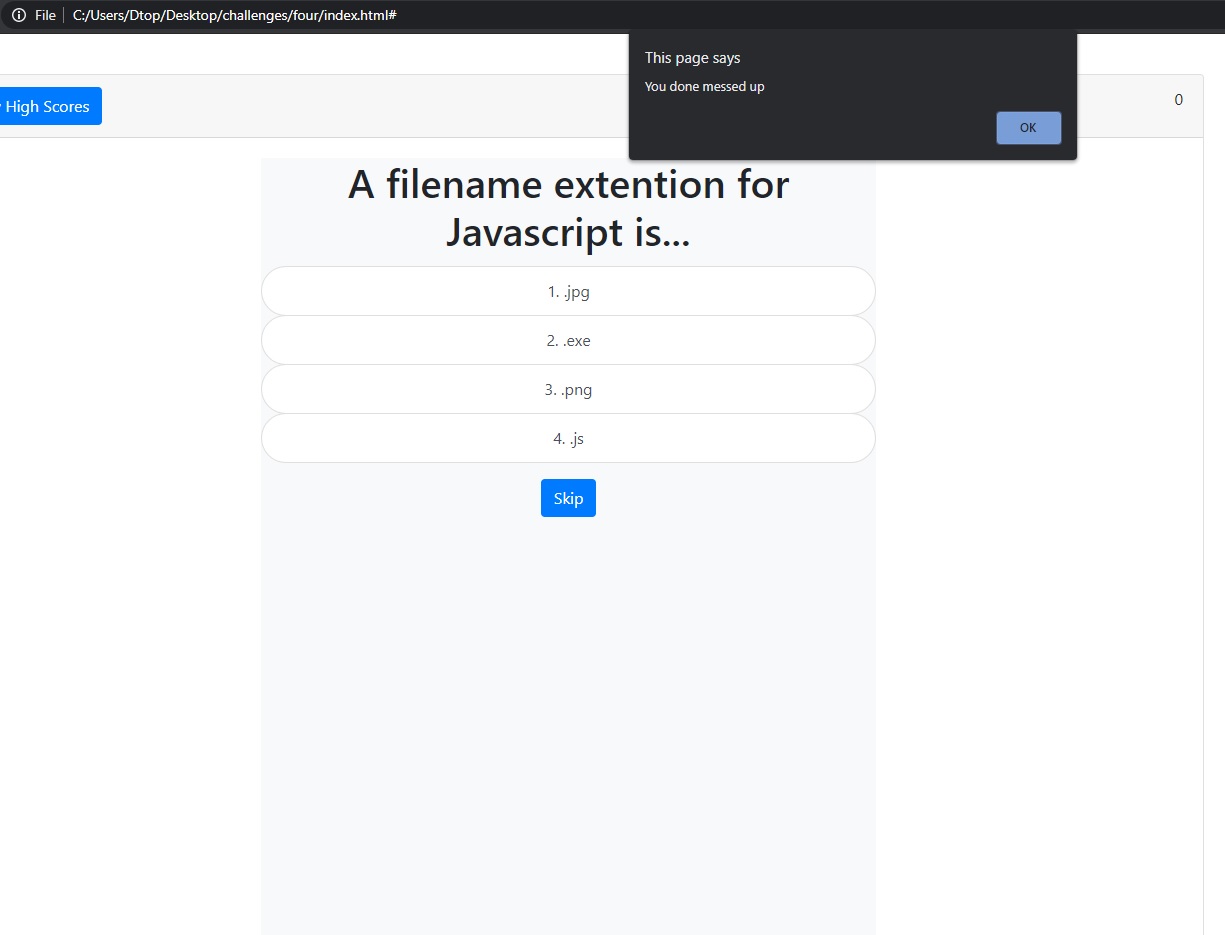 File C:/Users/Dtop/Desktop/challenges/four/index.html#
This page says
You done messed up
OK
High Scores
0
A filename extention for
Javascript is...
1. .jpg
2. .exe
3. .png
4. .js
Skip